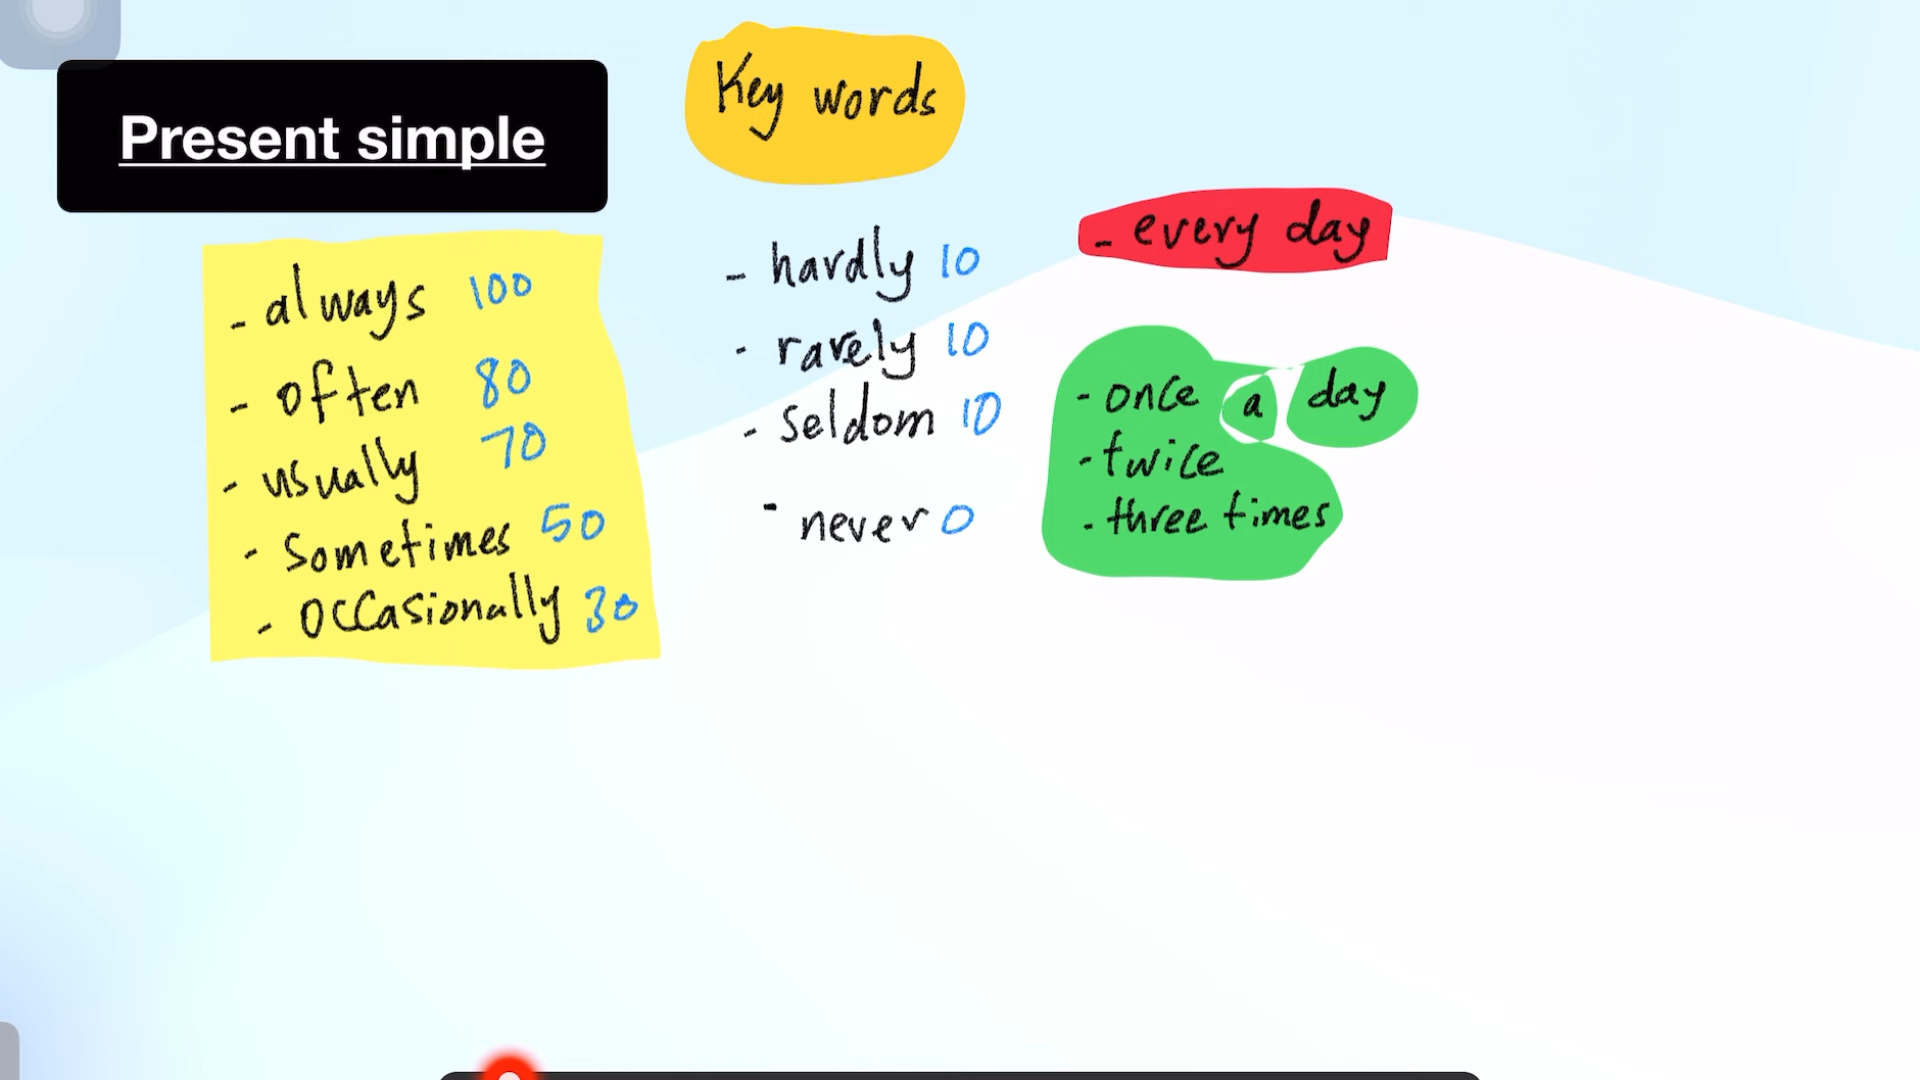 Present simple
Key words
- always 100
- often 80
- usually 70
- Sometimes 50
- Occasionally 30
- hardly 10
- rarely 10
- seldom 10
- never 0
- every day
- once a day
- twice
- three times